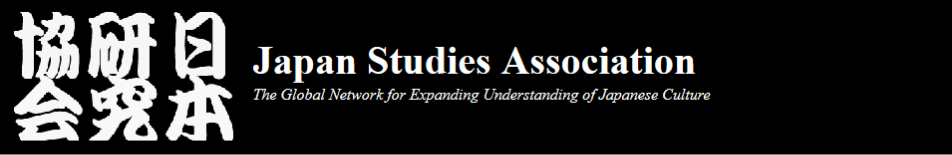 日本
研究
協会
Japan Studies Association
The Global Network for Expanding Understanding of Japanese Culture